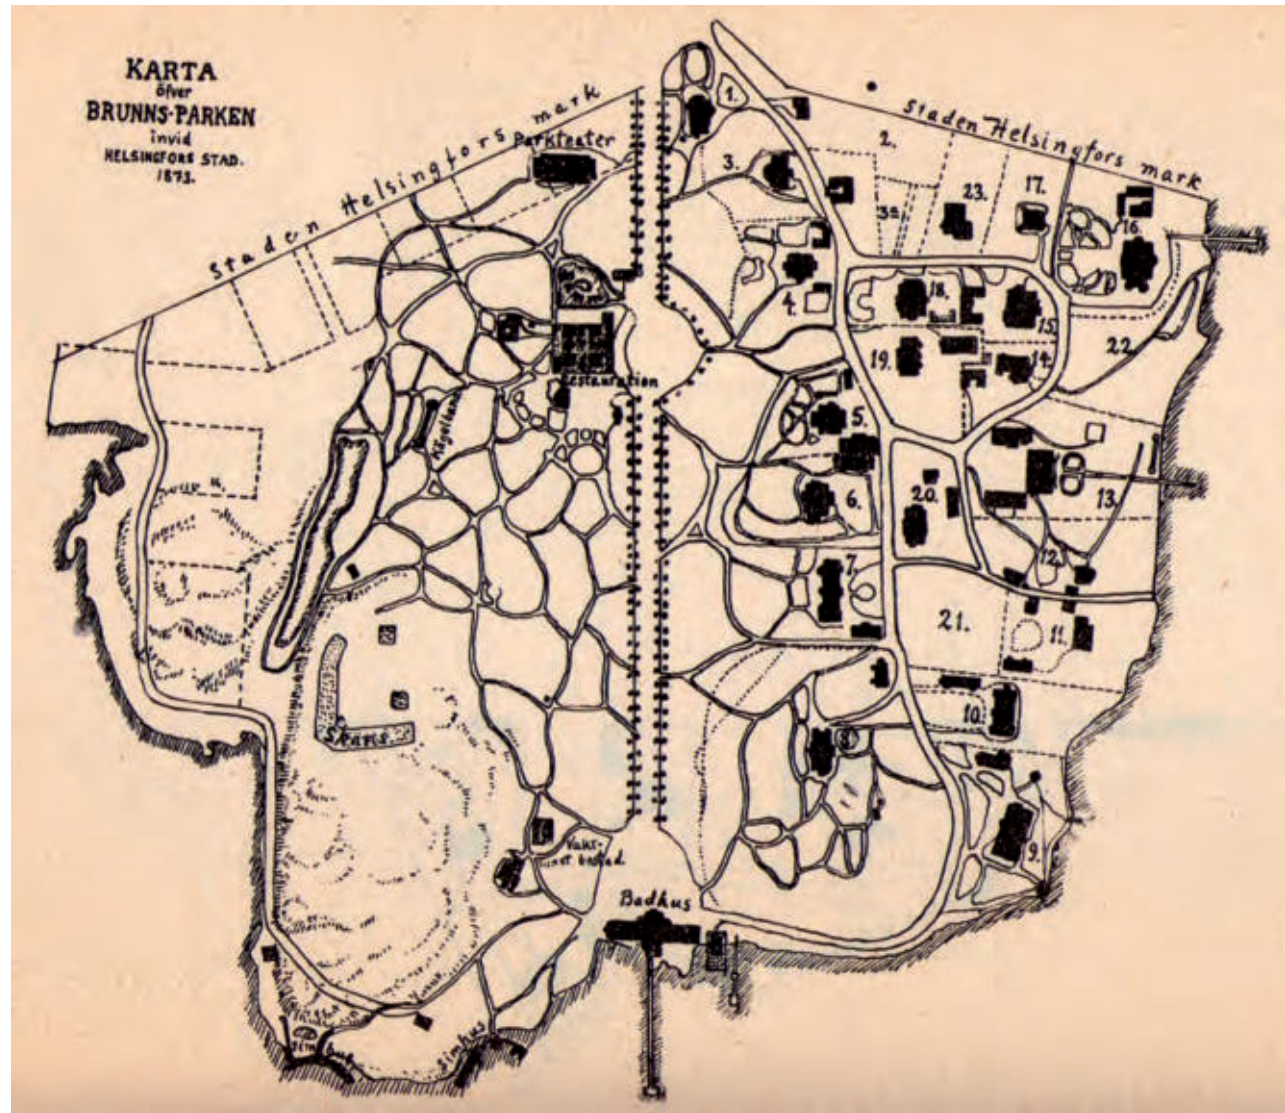 KARTA
öfver
BRUNNS-PARKEN
invid
HELSINGFORS STAD.
1873.
Staden Helsingfors mark
Staden Helsingfors mark
Parkteater
1.
2.
3.
3a.
23.
17.
16.
4.
18.
15.
19.
14.
22.
Restauration
Kägelbana
5.
6.
20.
13.
12.
7.
21.
11.
Skans.
10.
8.
9.
bostad.
Badhus
Simhus